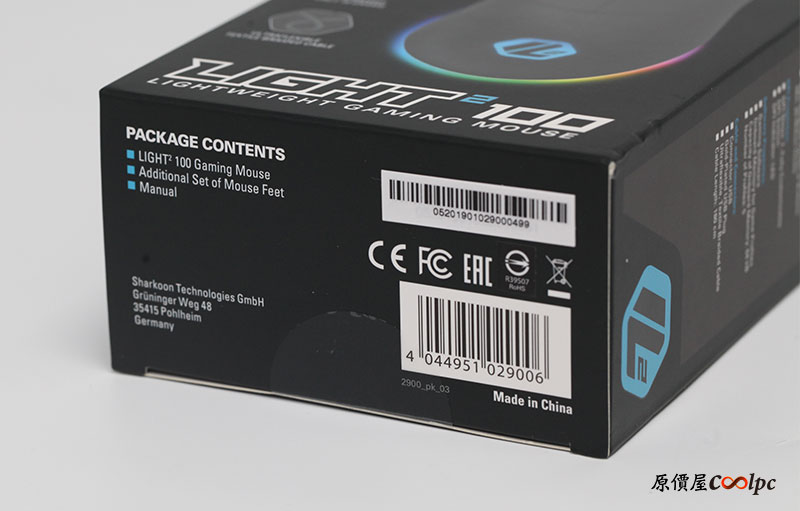 LIGHT² 100
LIGHTWEIGHT GAMING MOUSE
PACKAGE CONTENTS
LIGHT² 100 Gaming Mouse
Additional Set of Mouse Feet
Manual
05201901029000499
CE FC EAC
R39507
RoHS
Sharkoon Technologies GmbH
Grüninger Weg 48
35415 Pohlheim
Germany
4 044951 029006
2900_pk_03
Made in China
原價屋Coolpc